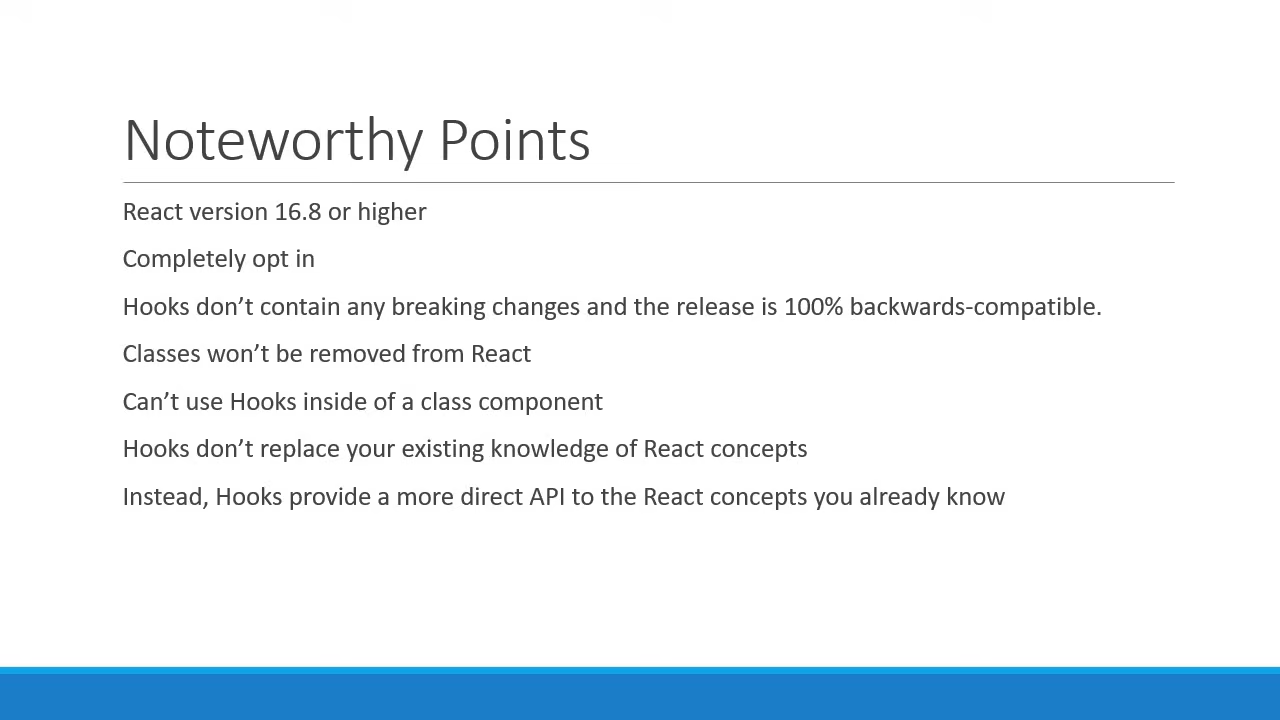 Noteworthy Points
React version 16.8 or higher
Completely opt in
Hooks don’t contain any breaking changes and the release is 100% backwards-compatible.
Classes won’t be removed from React
Can’t use Hooks inside of a class component
Hooks don’t replace your existing knowledge of React concepts
Instead, Hooks provide a more direct API to the React concepts you already know